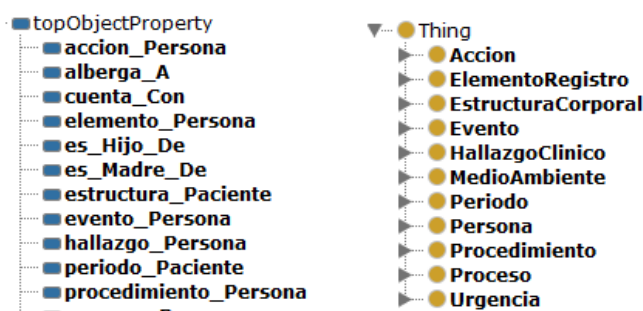 topObjectProperty
accion_Persona
alberga_A
cuenta_Con
elemento_Persona
es_Hijo_De
es_Madre_De
estructura_Paciente
evento_Persona
hallazgo_Persona
periodo_Paciente
procedimiento_Persona
Thing
Accion
ElementoRegistro
EstructuraCorporal
Evento
HallazgoClinico
MedioAmbiente
Periodo
Persona
Procedimiento
Proceso
Urgencia